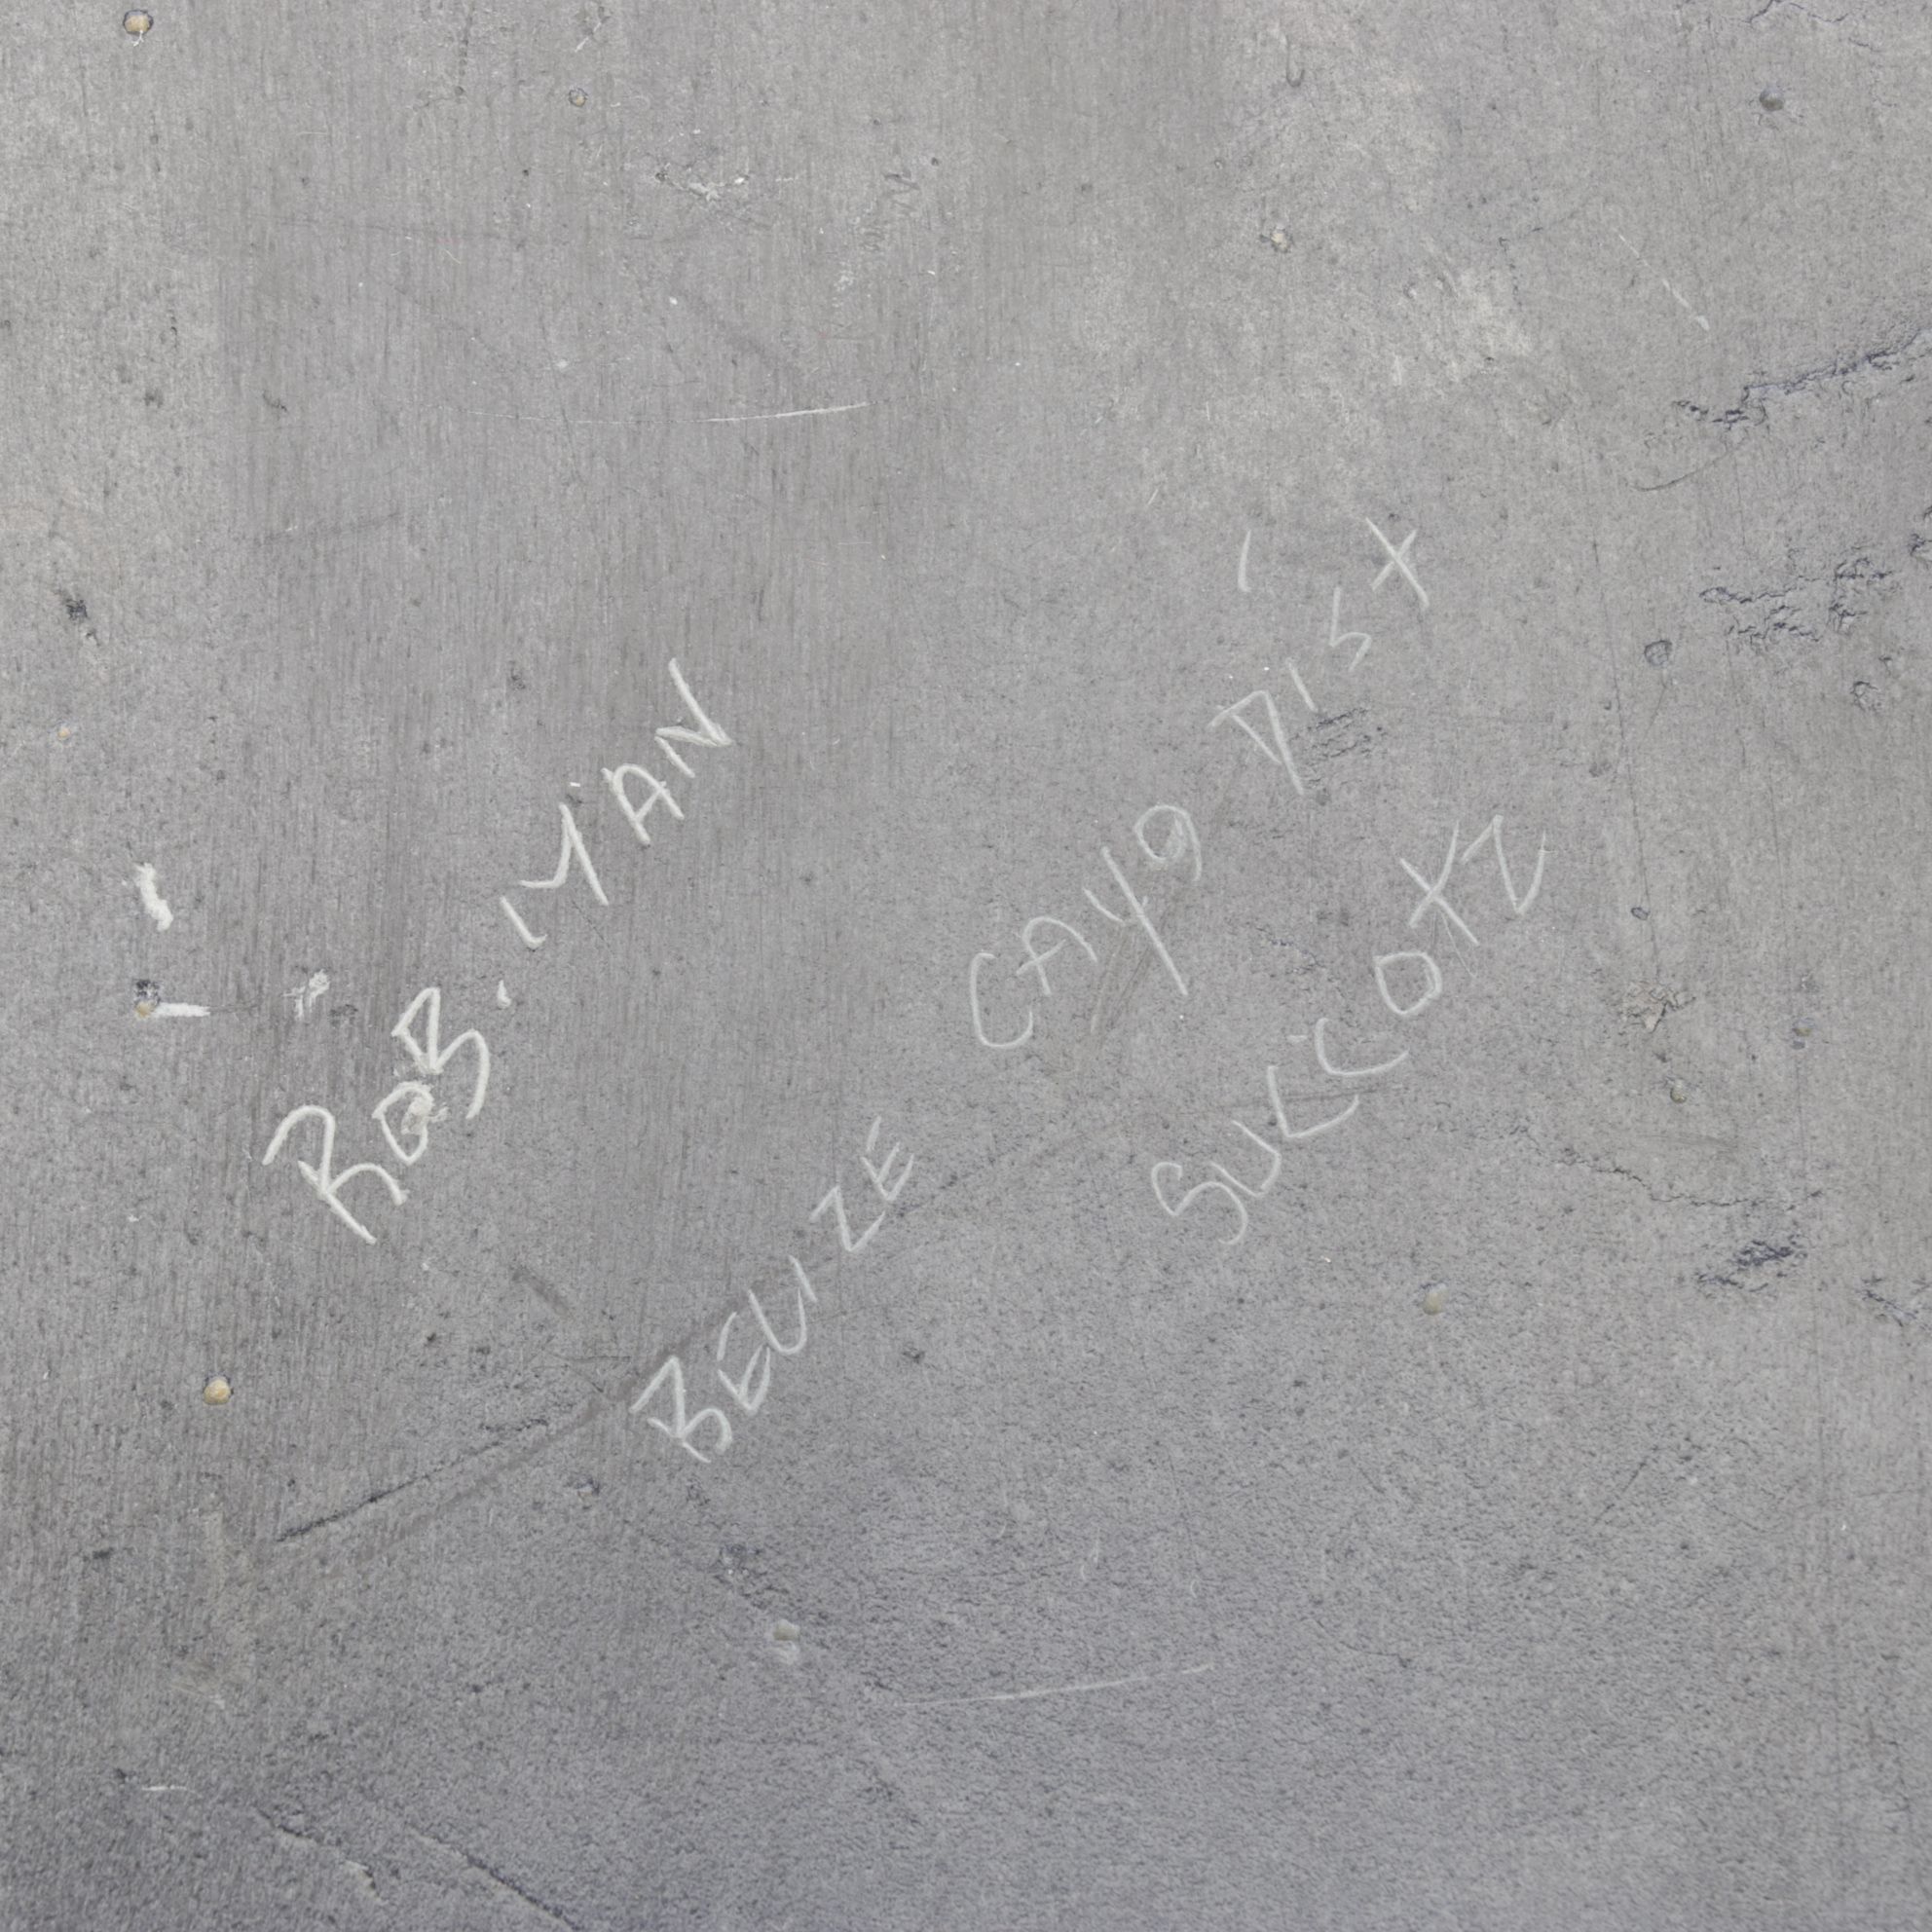 ROB. MAN
BELIZE CAYO DIST
SUCCOTZ